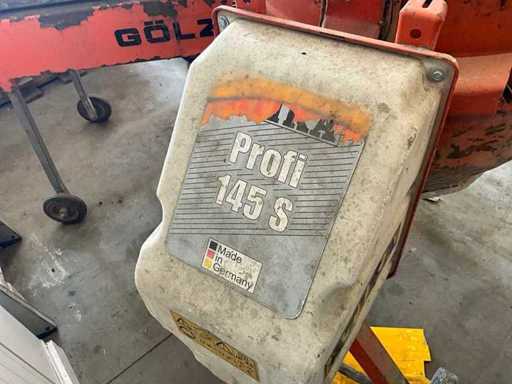 GÖLZ
Profi
145 S
Made
in
Germany